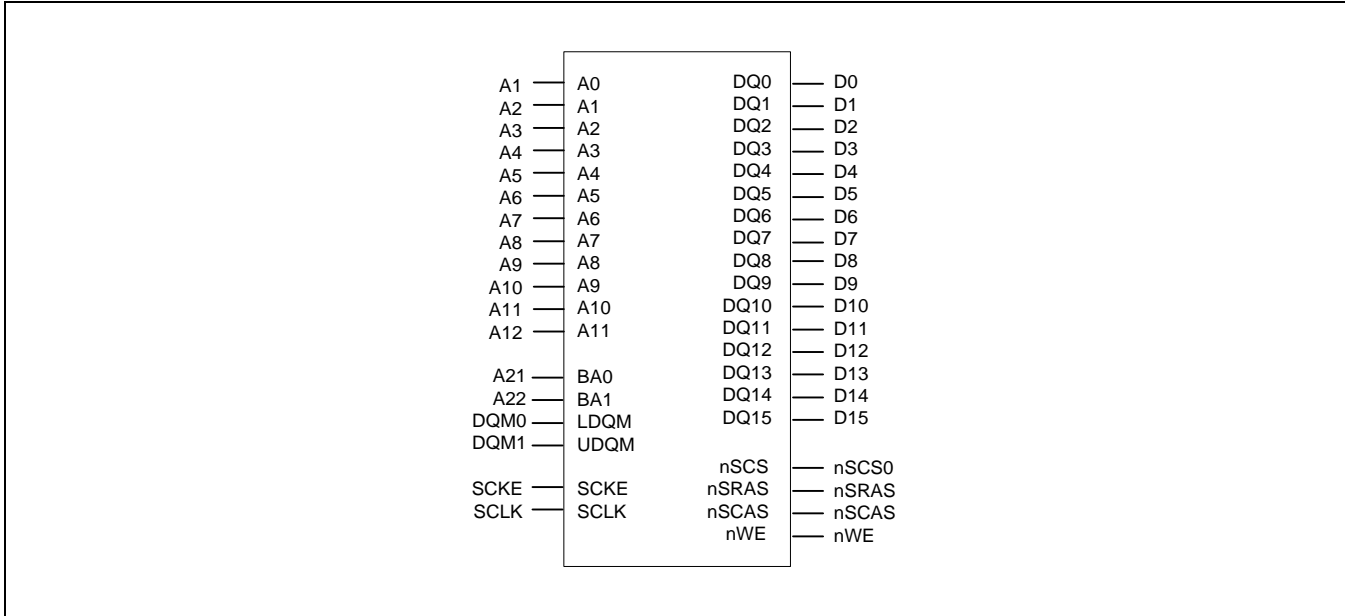 A1 A0 DQ0 D0
A2 A1 DQ1 D1
A3 A2 DQ2 D2
A4 A3 DQ3 D3
A5 A4 DQ4 D4
A6 A5 DQ5 D5
A7 A6 DQ6 D6
A8 A7 DQ7 D7
A9 A8 DQ8 D8
A10 A9 DQ9 D9
A11 A10 DQ10 D10
A12 A11 DQ11 D11
DQ12 D12
A21 BA0 DQ13 D13
A22 BA1 DQ14 D14
DQM0 LDQM DQ15 D15
DQM1 UDQM
nSCS nSCS0
SCKE SCKE nSRAS nSRAS
SCLK SCLK nSCAS nSCAS
nWE nWE